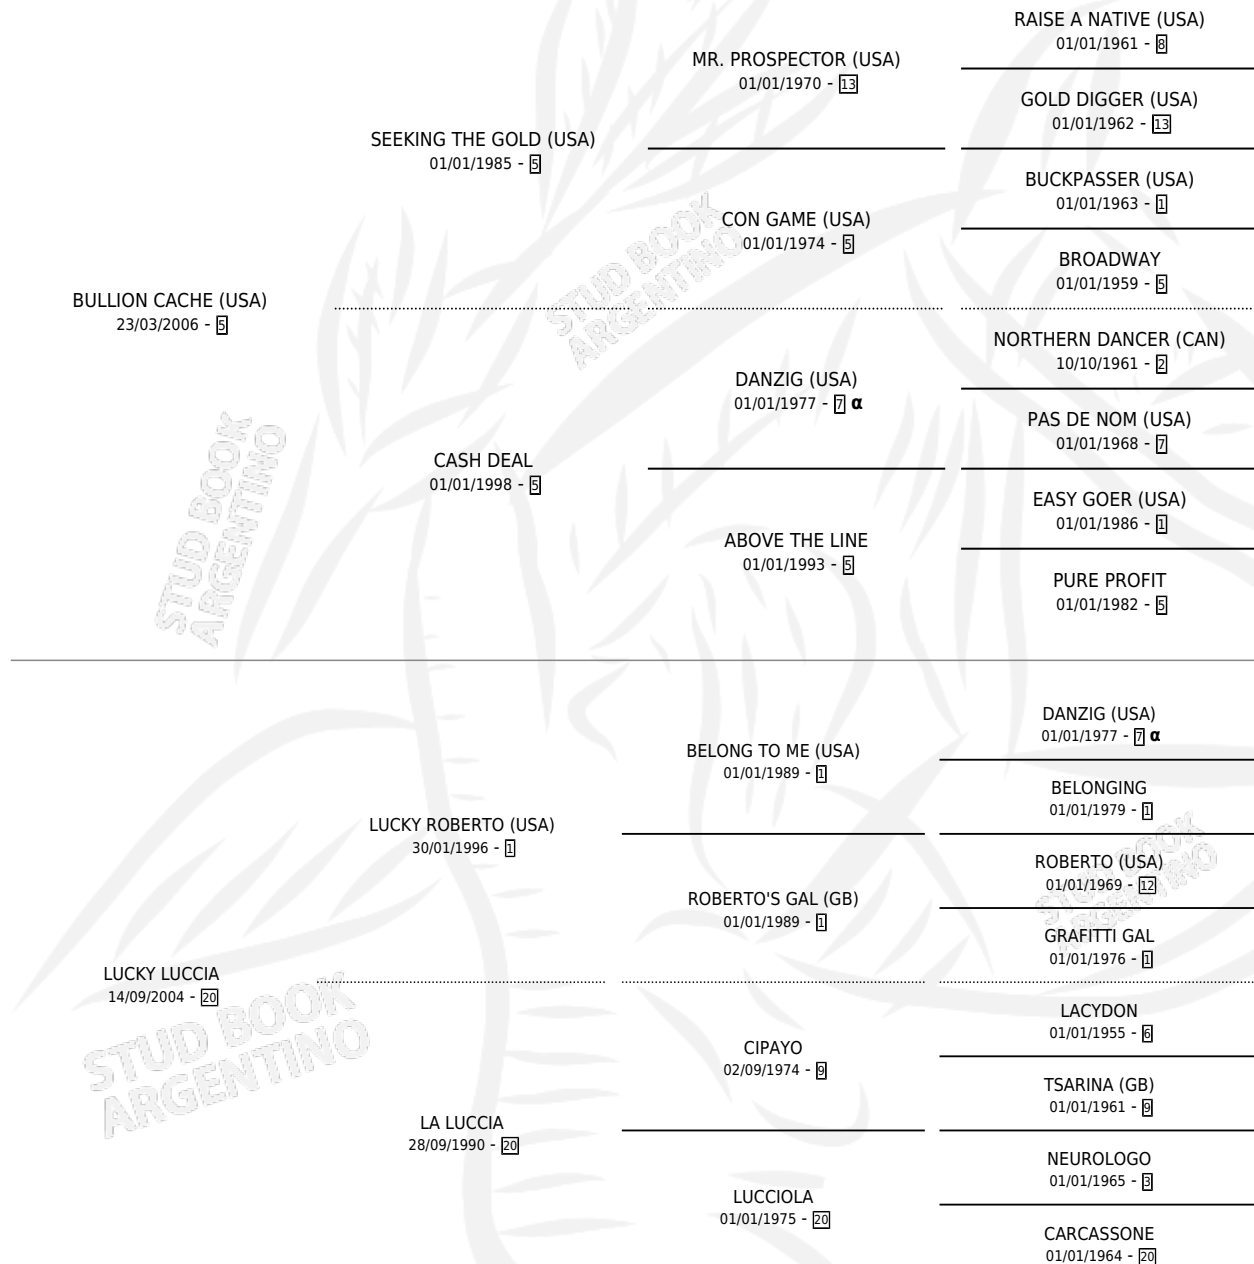 RAISE A NATIVE (USA)
01/01/1961 - 8
MR. PROSPECTOR (USA)
01/01/1970 - 13
GOLD DIGGER (USA)
01/01/1962 - 13
SEEKING THE GOLD (USA)
01/01/1985 - 5
BUCKPASSER (USA)
01/01/1963 - 1
CON GAME (USA)
01/01/1974 - 5
BROADWAY
01/01/1959 - 5
BULLION CACHE (USA)
23/03/2006 - 5
NORTHERN DANCER (CAN)
10/10/1961 - 2
DANZIG (USA)
01/01/1977 - 7 α
PAS DE NOM (USA)
01/01/1968 - 7
CASH DEAL
01/01/1998 - 5
EASY GOER (USA)
01/01/1986 - 1
ABOVE THE LINE
01/01/1993 - 5
PURE PROFIT
01/01/1982 - 5
STUD BOOK
ARGENTINO
STUD BOOK
ARGENTINO
DANZIG (USA)
01/01/1977 - 7 α
BELONG TO ME (USA)
01/01/1989 - 1
BELONGING
01/01/1979 - 1
LUCKY ROBERTO (USA)
30/01/1996 - 1
ROBERTO (USA)
01/01/1969 - 12
ROBERTO'S GAL (GB)
01/01/1989 - 1
GRAFITTI GAL
01/01/1976 - 1
LUCKY LUCCIA
14/09/2004 - 20
LACYDON
01/01/1955 - 6
CIPAYO
02/09/1974 - 9
TSARINA (GB)
01/01/1961 - 9
LA LUCCIA
28/09/1990 - 20
NEUROLOGO
01/01/1965 - 3
LUCCIOLA
01/01/1975 - 20
CARCASSONE
01/01/1964 - 20
STUD BOOK
ARGENTINO
STUD BOOK
ARGENTINO